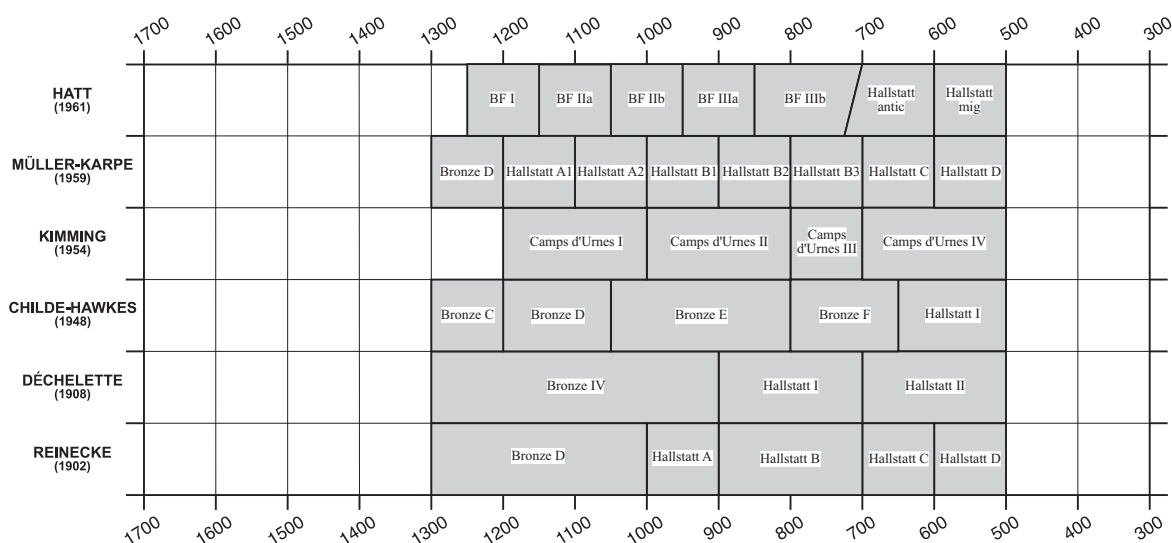 1700 1600 1500 1400 1300 1200 1100 1000 900 800 700 600 500 400 300
HATT
(1961)
BF I
BF IIa
BF IIb
BF IIIa
BF IIIb
Hallstatt
antic
Hallstatt
mig
MÜLLER-KARPE
(1959)
Bronze D
Hallstatt A1
Hallstatt A2
Hallstatt B1
Hallstatt B2
Hallstatt B3
Hallstatt C
Hallstatt D
KIMMING
(1954)
Camps d'Urnes I
Camps d'Urnes II
Camps
d'Urnes III
Camps d'Urnes IV
CHILDE-HAWKES
(1948)
Bronze C
Bronze D
Bronze E
Bronze F
Hallstatt I
DÉCHELETTE
(1908)
Bronze IV
Hallstatt I
Hallstatt II
REINECKE
(1902)
Bronze D
Hallstatt A
Hallstatt B
Hallstatt C
Hallstatt D
1700 1600 1500 1400 1300 1200 1100 1000 900 800 700 600 500 400 300